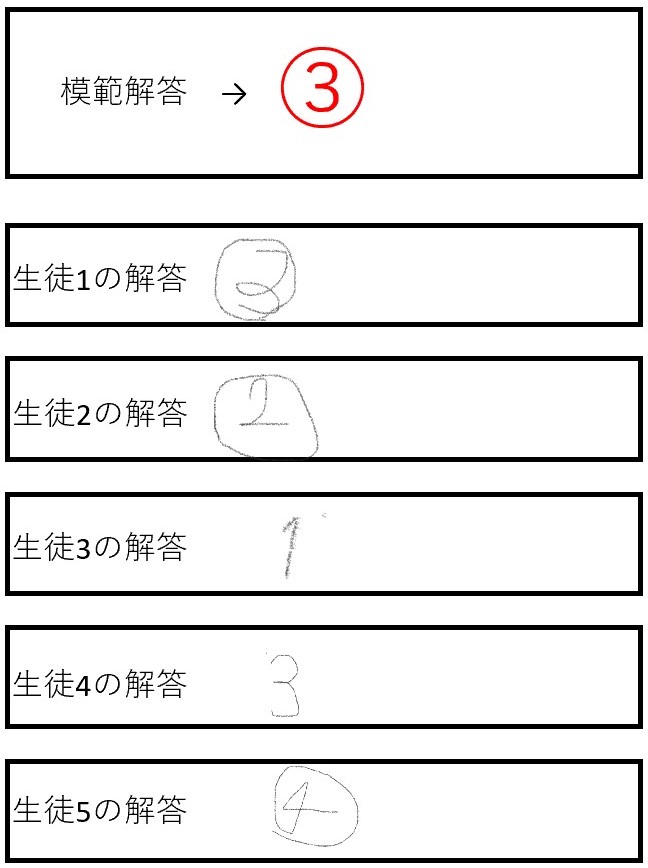 模範解答 → ③
生徒1の解答 ③
生徒2の解答 ②
生徒3の解答 1
生徒4の解答 3
生徒5の解答 ④